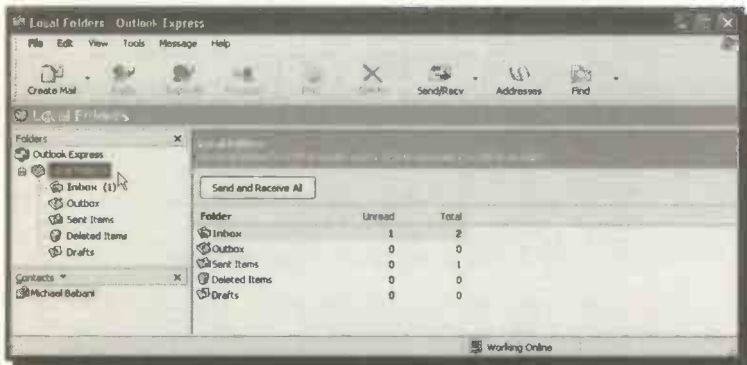 Local Folders Outlook Express
File Edit View Tools Message Help
Create Mail Send/Recv Addresses Find
Local Folders
Folders
Outlook Express
Inbox (1)
Outbox
Sent Items
Deleted Items
Drafts
Contacts
Michael Babani
Send and Receive All
Folder Unread Total
Inbox 1 2
Outbox 0 0
Sent Items 0 1
Deleted Items 0 0
Drafts 0 0
Working Online